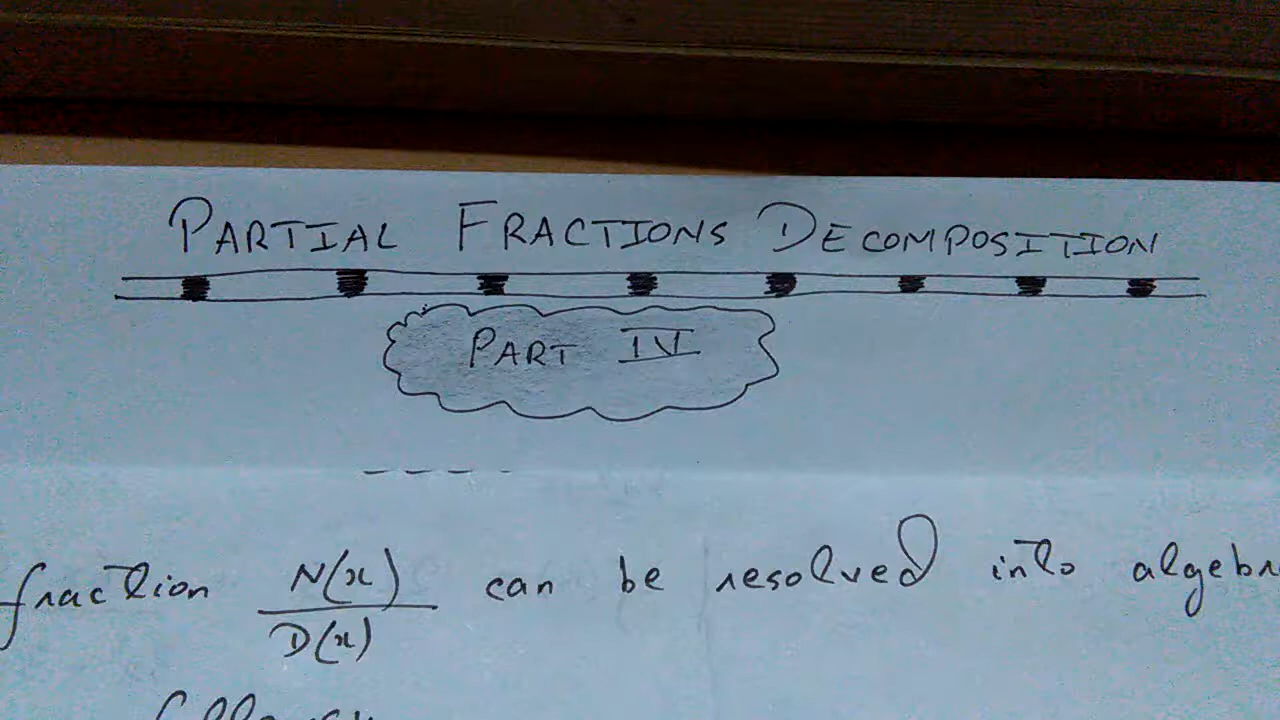 PARTIAL FRACTIONS DECOMPOSITION
PART IV
fraction N(x)/D(x) can be resolved into algebr